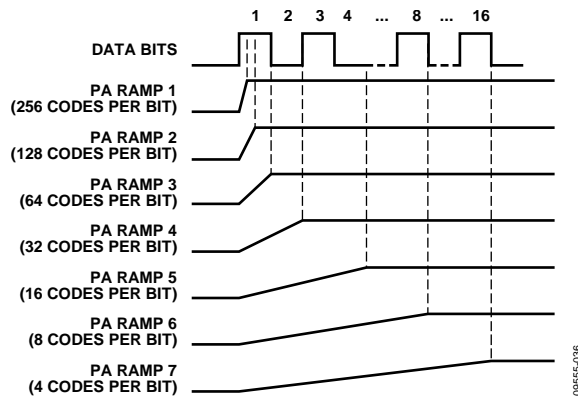 1 2 3 4 ... 8 ... 16
DATA BITS
PA RAMP 1
(256 CODES PER BIT)
PA RAMP 2
(128 CODES PER BIT)
PA RAMP 3
(64 CODES PER BIT)
PA RAMP 4
(32 CODES PER BIT)
PA RAMP 5
(16 CODES PER BIT)
PA RAMP 6
(8 CODES PER BIT)
PA RAMP 7
(4 CODES PER BIT)
09555-036